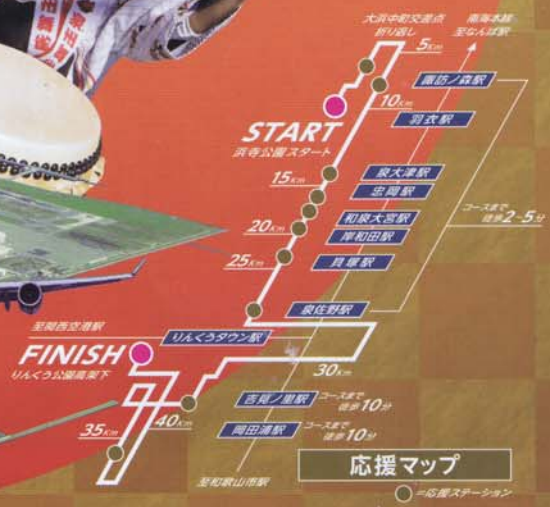 大浜中町交差点
折り返し
南海本線
至なんば駅
5Km
諏訪ノ森駅
10Km
羽衣駅
START
浜寺公園スタート
15Km
泉大津駅
忠岡駅
和泉大宮駅
コースまで
徒歩2-5分
20Km
岸和田駅
25Km
貝塚駅
泉佐野駅
至関西空港駅
りんくうタウン駅
FINISH
りんくう公園高架下
30Km
吉見ノ里駅
コースまで
徒歩10分
40Km
35Km
岡田浦駅
コースまで
徒歩10分
応援マップ
至和歌山市駅
=応援ステーション